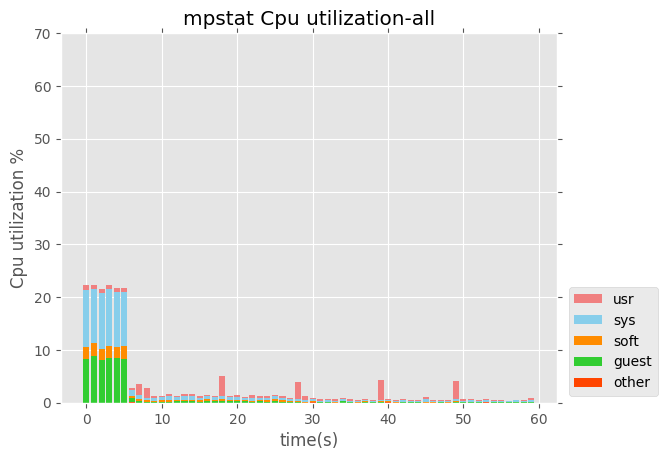 mpstat Cpu utilization-all
70
60
50
40
30
20
10
0
Cpu utilization %
0 10 20 30 40 50 60
time(s)
usr
sys
soft
guest
other